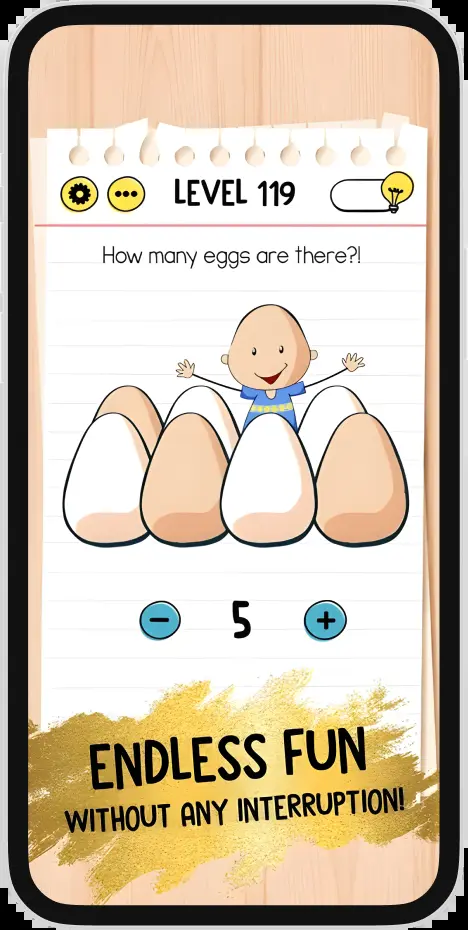 LEVEL 119
How many eggs are there?!
5
ENDLESS FUN
WITHOUT ANY INTERRUPTION!